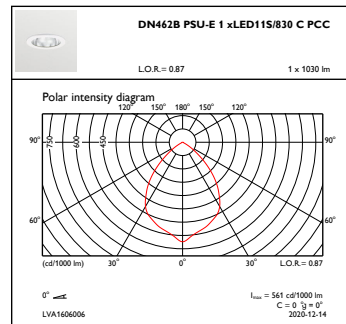 DN462B PSU-E 1 xLED11S/830 C PCC
L.O.R.= 0.87 1 x 1030 lm
Polar intensity diagram
120° 150° 180° 150° 120°
90° 750 600 450 90°
60° 60°
(cd/1000 lm) 30° 0° 30° L.O.R.= 0.87
0° Imax = 561 cd/1000 lm
C = 0 °g = 0°
LVA1606006 2020-12-14